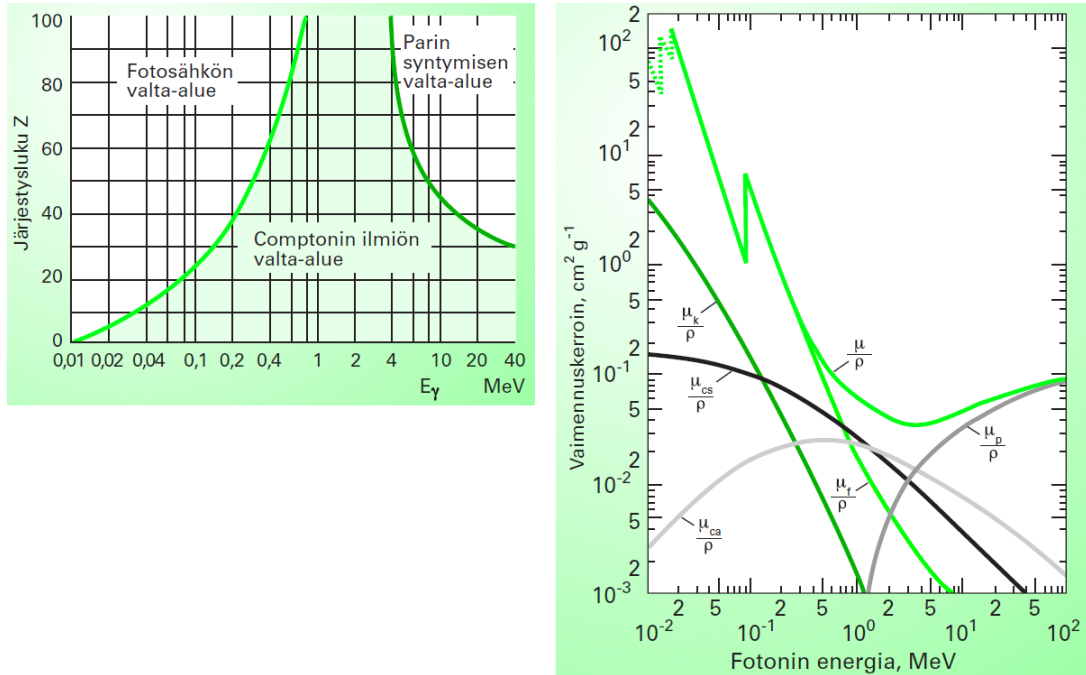 Järjestysluku Z
100
80
60
40
20
0
Fotosähkön
valta-alue
Parin
syntymisen
valta-alue
Comptonin ilmiön
valta-alue
0,01 0,02 0,04 0,1 0,2 0,4 1 2 4 10 20 40
Eγ MeV
Vaimennuskerroin, cm² g⁻¹
2
10²
5
2
10¹
5
2
10⁰
5
2
10⁻¹
5
2
10⁻²
5
2
10⁻³
μk/ρ
μ/ρ
μcs/ρ
μp/ρ
μf/ρ
μca/ρ
2 5 2 5 2 5 2 5
10⁻² 10⁻¹ 10⁰ 10¹ 10²
Fotonin energia, MeV